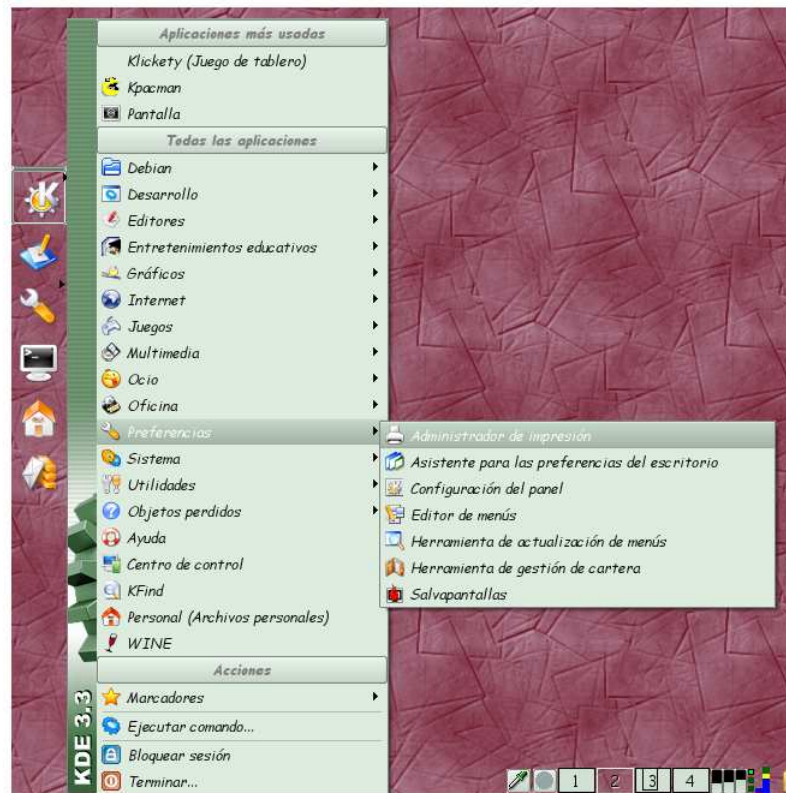 Aplicaciones más usadas
Klickety (Juego de tablero)
Kpacman
Pantalla
Todas las aplicaciones
Debian
Desarrollo
Editores
Entretenimientos educativos
Gráficos
Internet
Juegos
Multimedia
Ocio
Oficina
Preferencias
Sistema
Utilidades
Objetos perdidos
Ayuda
Centro de control
KFind
Personal (Archivos personales)
WINE
Acciones
Marcadores
Ejecutar comando...
Bloquear sesión
Terminar...
KDE 3.3
Administrador de impresión
Asistente para las preferencias del escritorio
Configuración del panel
Editor de menús
Herramienta de actualización de menús
Herramienta de gestión de cartera
Salvapantallas
1 2 3 4